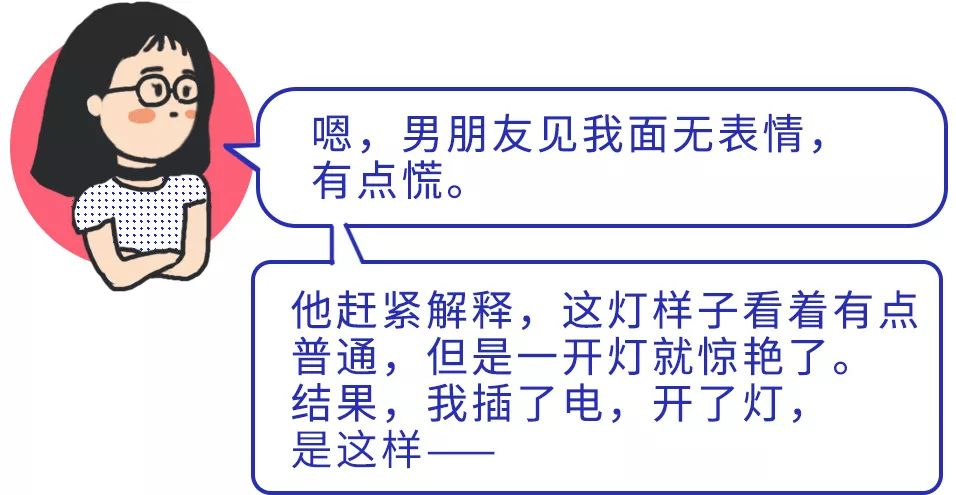 嗯，男朋友见我面无表情，
有点慌。
他赶紧解释，这灯样子看着有点
普通，但是一开灯就惊艳了。
结果，我插了电，开了灯，
是这样——